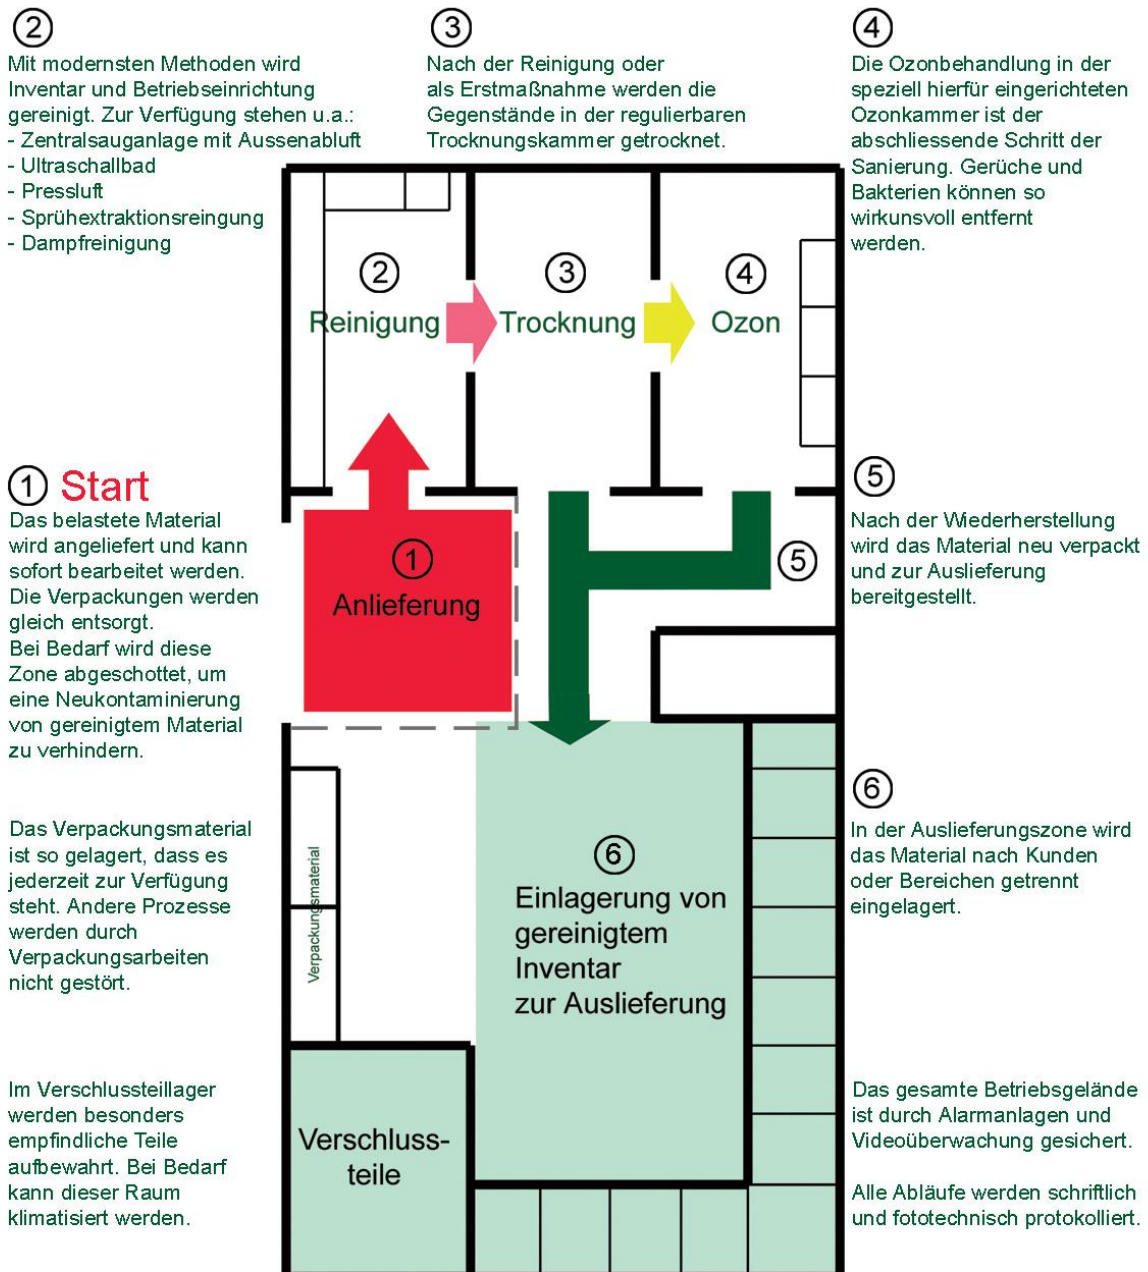 ②
Mit modernsten Methoden wird
Inventar und Betriebseinrichtung
gereinigt. Zur Verfügung stehen u.a.:
- Zentralsauganlage mit Aussenabluft
- Ultraschallbad
- Pressluft
- Sprühextraktionsreingung
- Dampfreinigung
③
Nach der Reinigung oder
als Erstmaßnahme werden die
Gegenstände in der regulierbaren
Trocknungskammer getrocknet.
④
Die Ozonbehandlung in der
speziell hierfür eingerichteten
Ozonkammer ist der
abschliessende Schritt der
Sanierung. Gerüche und
Bakterien können so
wirkunsvoll entfernt
werden.
②
Reinigung
③
Trocknung
④
Ozon
① Start
Das belastete Material
wird angeliefert und kann
sofort bearbeitet werden.
Die Verpackungen werden
gleich entsorgt.
Bei Bedarf wird diese
Zone abgeschottet, um
eine Neukontaminierung
von gereinigtem Material
zu verhindern.
①
Anlieferung
⑤
⑤
Nach der Wiederherstellung
wird das Material neu verpackt
und zur Auslieferung
bereitgestellt.
Das Verpackungsmaterial
ist so gelagert, dass es
jederzeit zur Verfügung
steht. Andere Prozesse
werden durch
Verpackungsarbeiten
nicht gestört.
Verpackungsmaterial
⑥
Einlagerung von
gereinigtem
Inventar
zur Auslieferung
⑥
In der Auslieferungszone wird
das Material nach Kunden
oder Bereichen getrennt
eingelagert.
Im Verschlussteillager
werden besonders
empfindliche Teile
aufbewahrt. Bei Bedarf
kann dieser Raum
klimatisiert werden.
Verschluss-
teile
Das gesamte Betriebsgelände
ist durch Alarmanlagen und
Videoüberwachung gesichert.
Alle Abläufe werden schriftlich
und fototechnisch protokolliert.